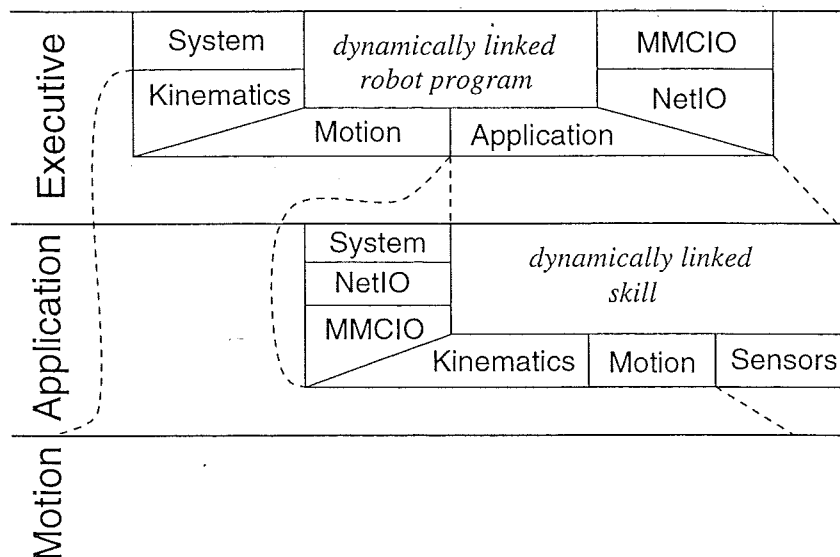 Executive
System
dynamically linked
robot program
MMCIO
Kinematics
NetIO
Motion
Application
Application
System
dynamically linked
skill
NetIO
MMCIO
Kinematics
Motion
Sensors
Motion